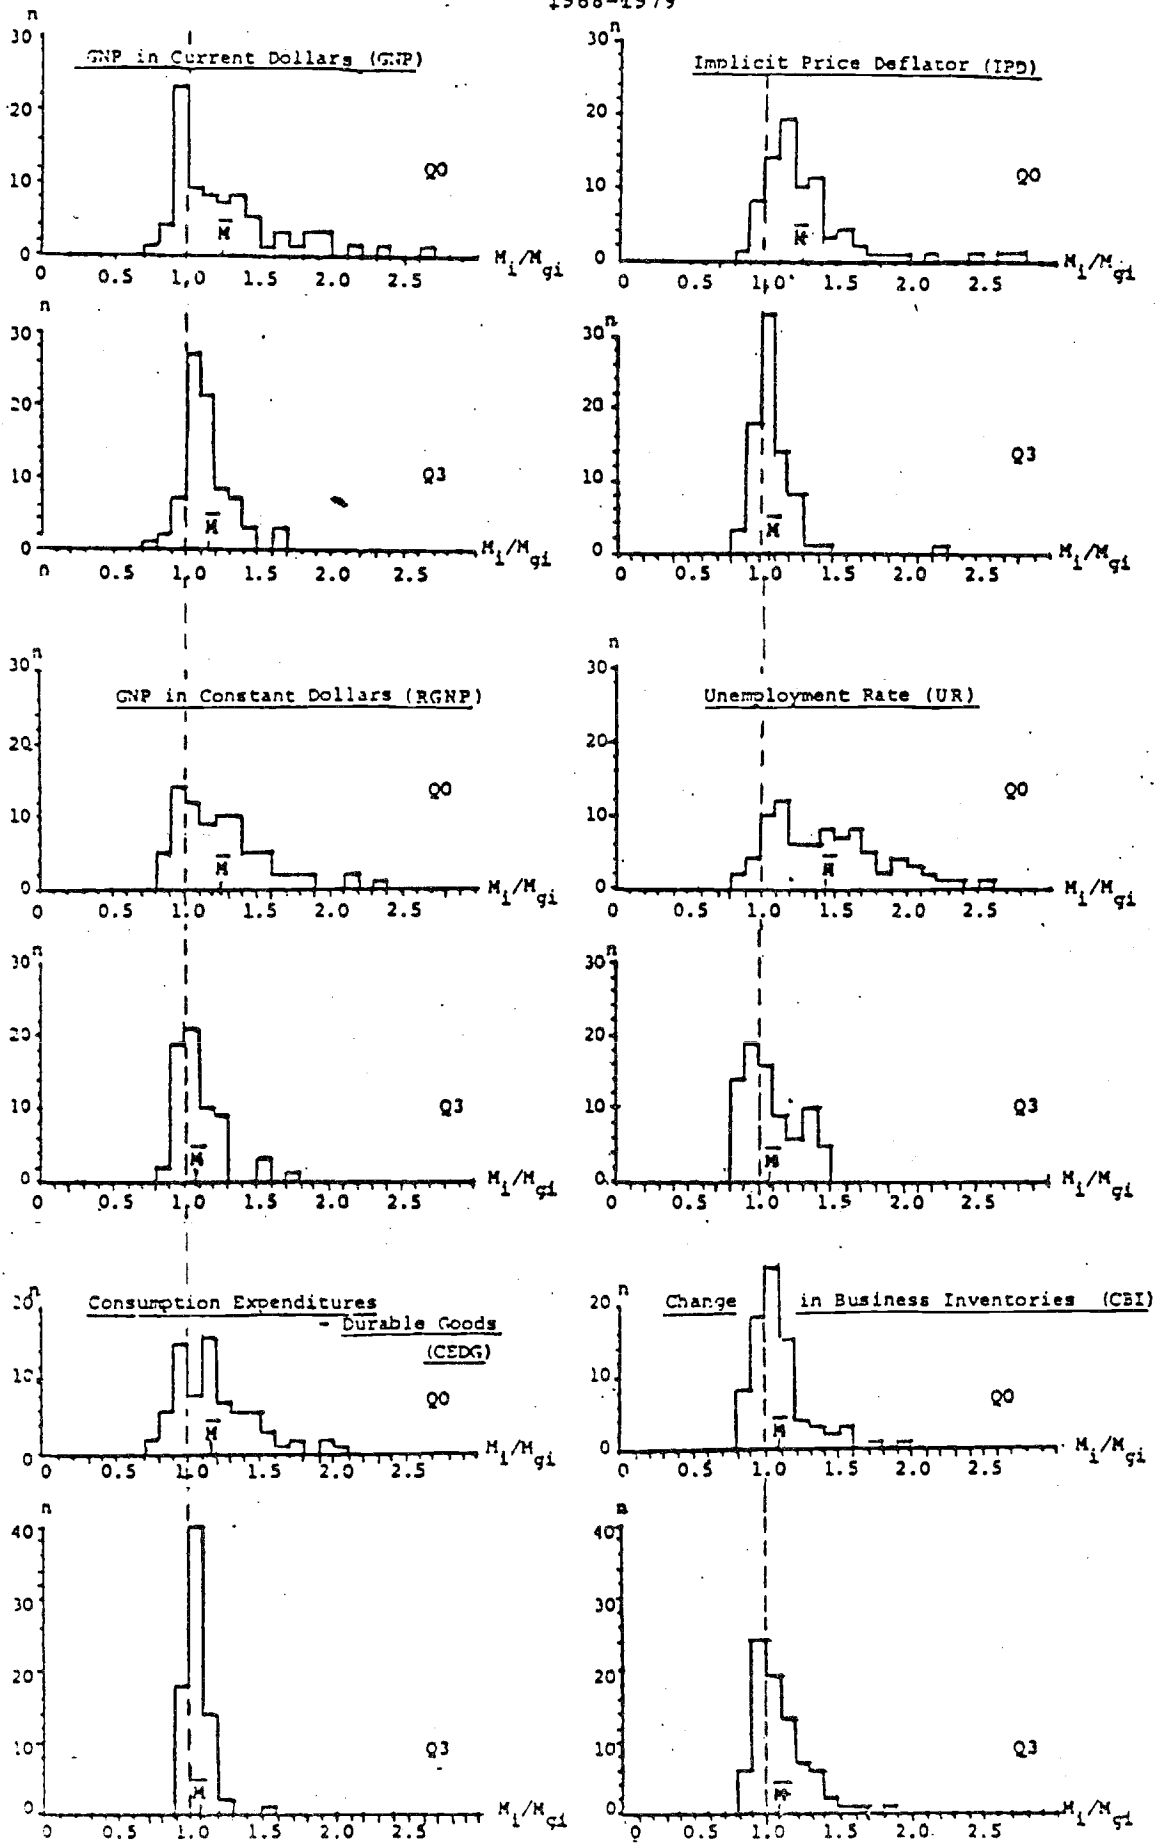 1968-1979
n
30
GNP in Current Dollars (GNP)
20
Q0
10
M̅
0
Mi/Mgi
0 0.5 1.0 1.5 2.0 2.5
n
30
Implicit Price Deflator (IPD)
20
Q0
10
M̅
0
Mi/Mgi
0 0.5 1.0 1.5 2.0 2.5
n
30
20
Q3
10
M̅
0
Mi/Mgi
n 0 0.5 1.0 1.5 2.0 2.5
n
30
20
Q3
10
M̅
0
Mi/Mgi
0 0.5 1.0 1.5 2.0 2.5
n
30
GNP in Constant Dollars (RGNP)
20
Q0
10
M̅
0
Mi/Mgi
0 0.5 1.0 1.5 2.0 2.5
n
30
Unemployment Rate (UR)
20
Q0
10
M̅
0
Mi/Mgi
0 0.5 1.0 1.5 2.0 2.5
n
30
20
Q3
10
M̅
0
Mi/Mgi
0 0.5 1.0 1.5 2.0 2.5
n
30
20
Q3
10
M̅
0
Mi/Mgi
0 0.5 1.0 1.5 2.0 2.5
n
20
Consumption Expenditures
- Durable Goods
(CEDG)
10
Q0
M̅
0
Mi/Mgi
0 0.5 1.0 1.5 2.0 2.5
n
20
Change in Business Inventories (CBI)
10
Q0
M̅
0
Mi/Mgi
0 0.5 1.0 1.5 2.0 2.5
n
40
30
20
10
Q3
M̅
0
Mi/Mgi
0 0.5 1.0 1.5 2.0 2.5
n
40
30
20
10
Q3
M̅
0
Mi/Mgi
0 0.5 1.0 1.5 2.0 2.5